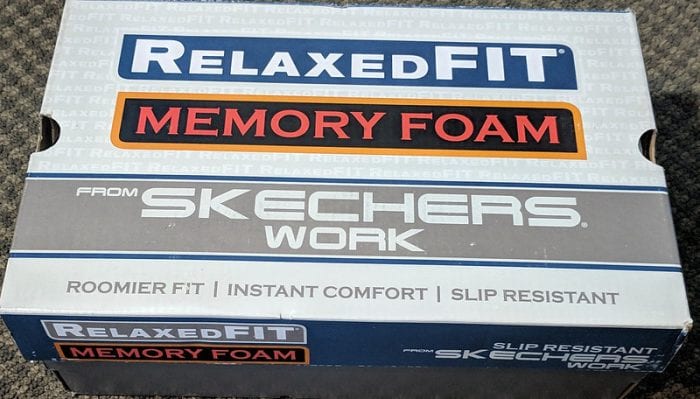 RELAXEDFIT®
MEMORY FOAM
FROM SKECHERS®
WORK
ROOMIER FIT | INSTANT COMFORT | SLIP RESISTANT
RELAXEDFIT®
MEMORY FOAM
SLIP RESISTANT
FROM SKECHERS
WORK